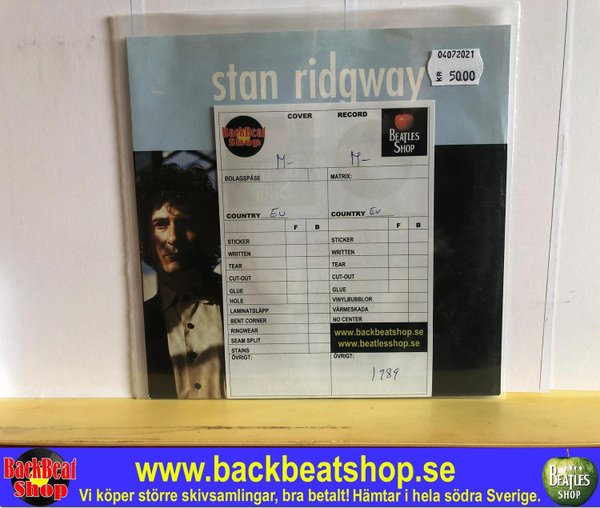 stan ridgway
04072021
KR 50.00
COVER RECORD
BackBeat Shop
BEATLES SHOP
M- M-
BOLAGSPÅSE MATRIX:
COUNTRY EU COUNTRY EU
F B F B
STICKER STICKER
WRITTEN WRITTEN
TEAR TEAR
CUT-OUT CUT-OUT
GLUE GLUE
HOLE VINYLBUBBLOR
LAMINATSLÄPP VÄRMESKADA
BENT CORNER NO CENTER
RINGWEAR www.backbeatshop.se
SEAM SPLIT www.beatlesshop.se
STAINS
ÖVRIGT: ÖVRIGT:
1989
BackBeat Shop
www.backbeatshop.se
Vi köper större skivsamlingar, bra betalt! Hämtar i hela södra Sverige.
BEATLES SHOP